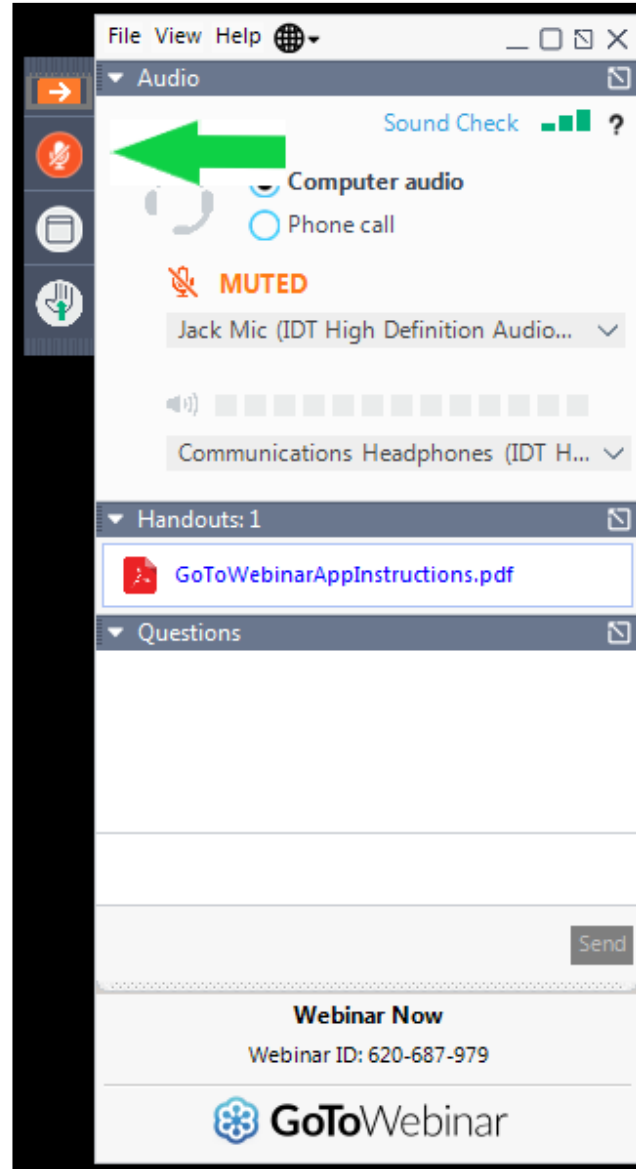 File View Help
Audio
Sound Check ?
Computer audio
Phone call
MUTED
Jack Mic (IDT High Definition Audio...
Communications Headphones (IDT H...
Handouts: 1
GoToWebinarAppInstructions.pdf
Questions
Send
Webinar Now
Webinar ID: 620-687-979
GoToWebinar